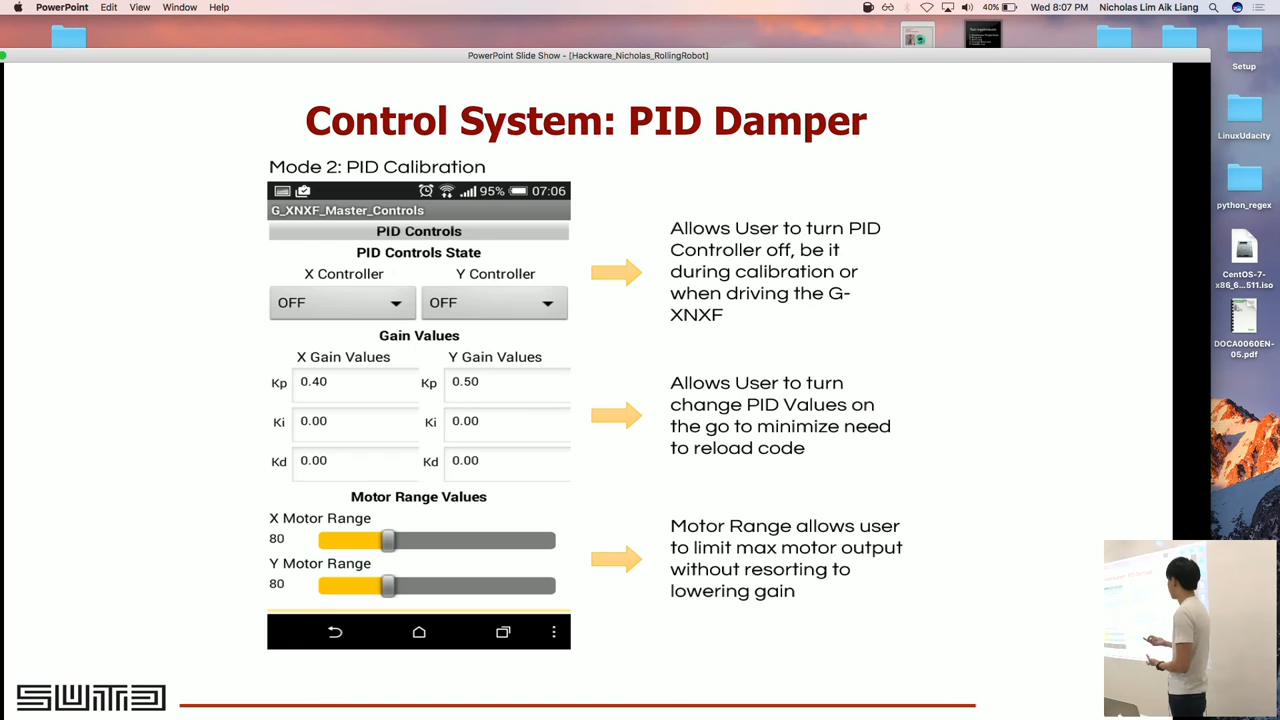 PowerPoint Edit View Window Help 40% Wed 8:07 PM Nicholas Lim Aik Liang
PowerPoint Slide Show - [Hackware_Nicholas_RollingRobot]
Setup
LinuxUdacity
python_regex
CentOS-7-
x86_6...511.iso
DOCA0060EN-
05.pdf
Control System: PID Damper
Mode 2: PID Calibration
95% 07:06
G_XNXF_Master_Controls
PID Controls
PID Controls State
X Controller Y Controller
OFF OFF
Gain Values
X Gain Values Y Gain Values
Kp 0.40 Kp 0.50
Ki 0.00 Ki 0.00
Kd 0.00 Kd 0.00
Motor Range Values
X Motor Range
80
Y Motor Range
80
Allows User to turn PID
Controller off, be it
during calibration or
when driving the G-
XNXF
Allows User to turn
change PID Values on
the go to minimize need
to reload code
Motor Range allows user
to limit max motor output
without resorting to
lowering gain
SUTD